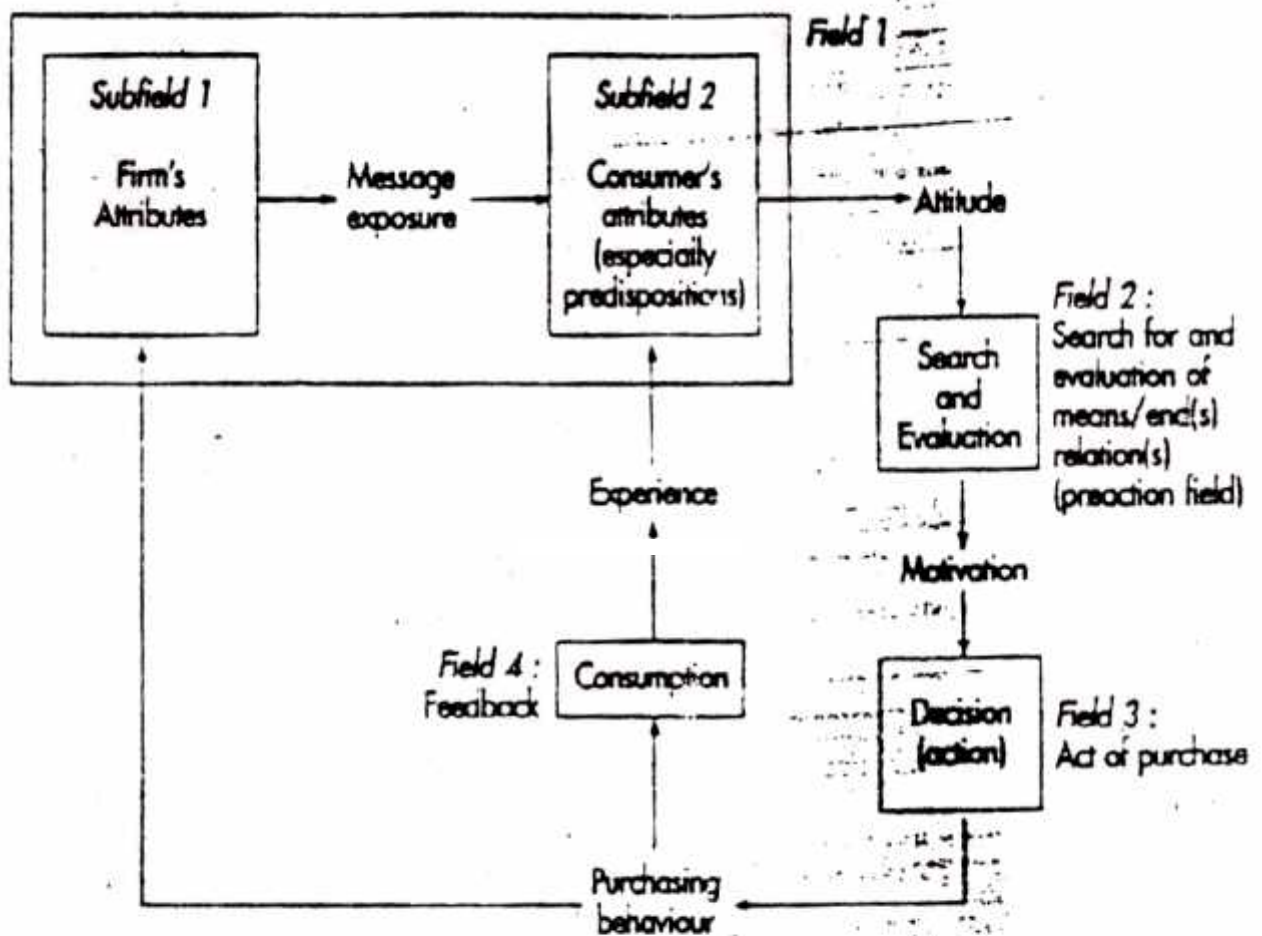 Field 1
Subfield 1
Firm's
Attributes
Message
exposure
Subfield 2
Consumer's
attributes
(especially
predispositions)
Attitude
Search
and
Evaluation
Field 2 :
Search for and
evaluation of
means/end(s)
relation(s)
(preaction field)
Motivation
Decision
(action)
Field 3 :
Act of purchase
Experience
Field 4 :
Feedback
Consumption
Purchasing
behaviour